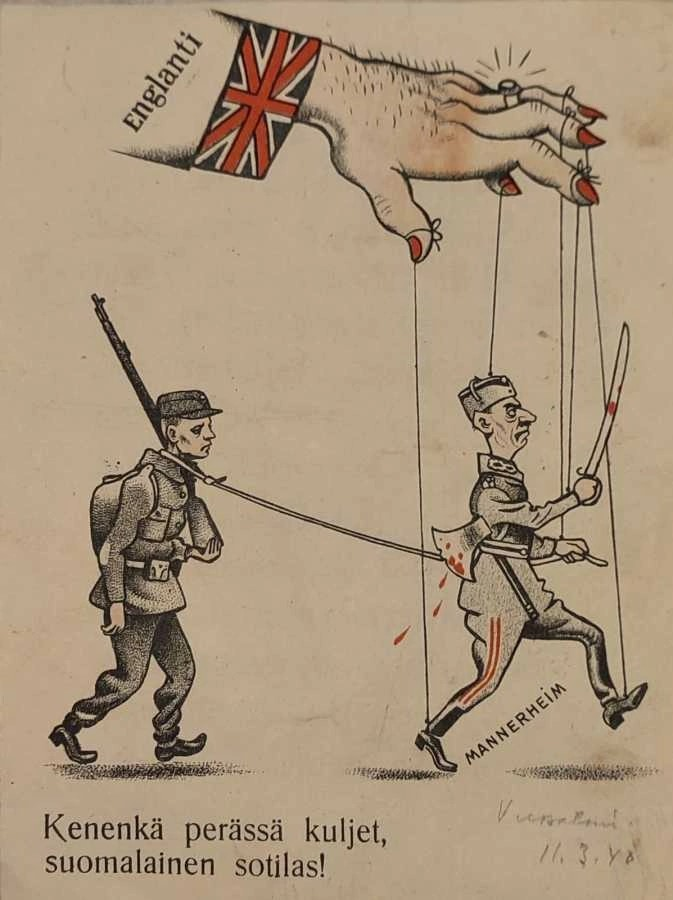 Englanti
MANNERHEIM
Kenenkä perässä kuljet,
suomalainen sotilas!
11.3.40